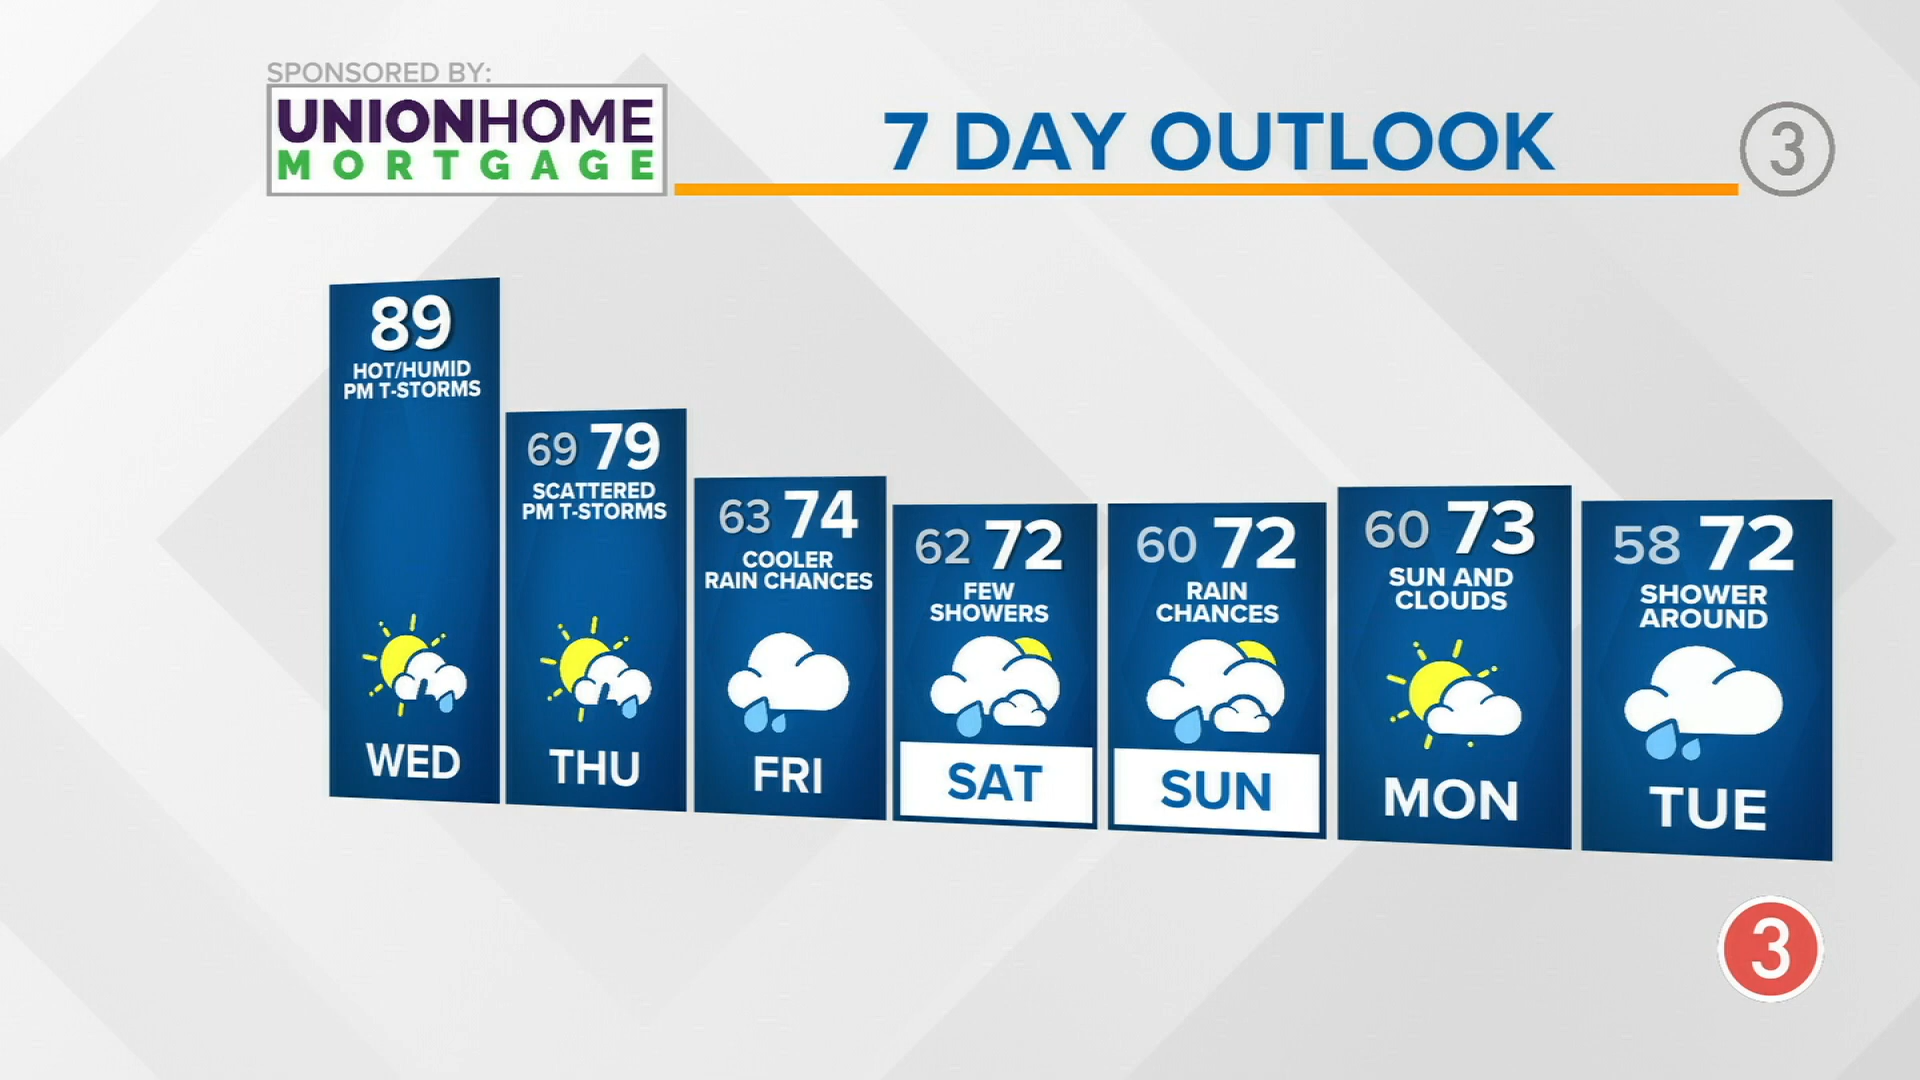 SPONSORED BY:
UNIONHOME
MORTGAGE
7 DAY OUTLOOK
3
89
HOT/HUMID
PM T-STORMS
WED
69 79
SCATTERED
PM T-STORMS
THU
63 74
COOLER
RAIN CHANCES
FRI
62 72
FEW
SHOWERS
SAT
60 72
RAIN
CHANCES
SUN
60 73
SUN AND
CLOUDS
MON
58 72
SHOWER
AROUND
TUE
3